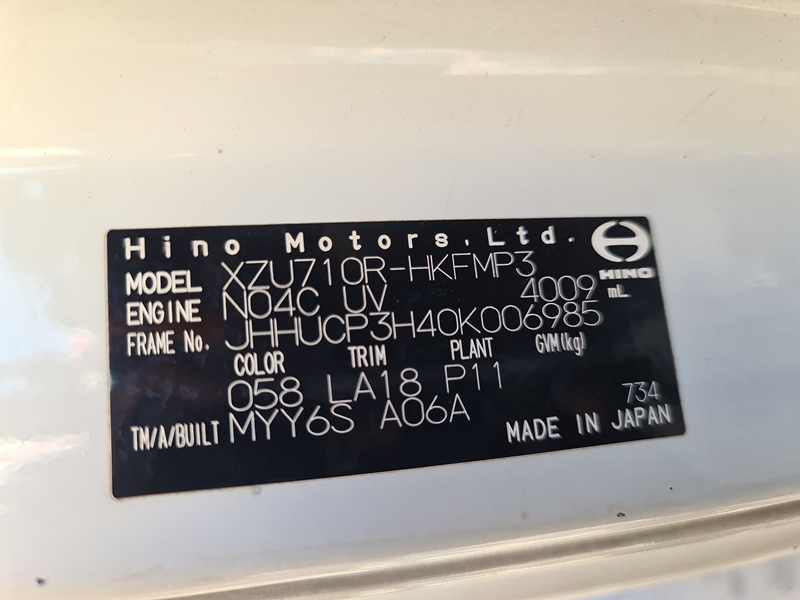 Hino Motors, Ltd.
HINO
MODEL XZU710R-HKFMP3
ENGINE N04C UV 4009 mL
FRAME No. JHHUCP3H40K006985
COLOR TRIM PLANT GVM(kg)
058 LA18 P11
734
TM/A/BUILT MYY6S A06A
MADE IN JAPAN